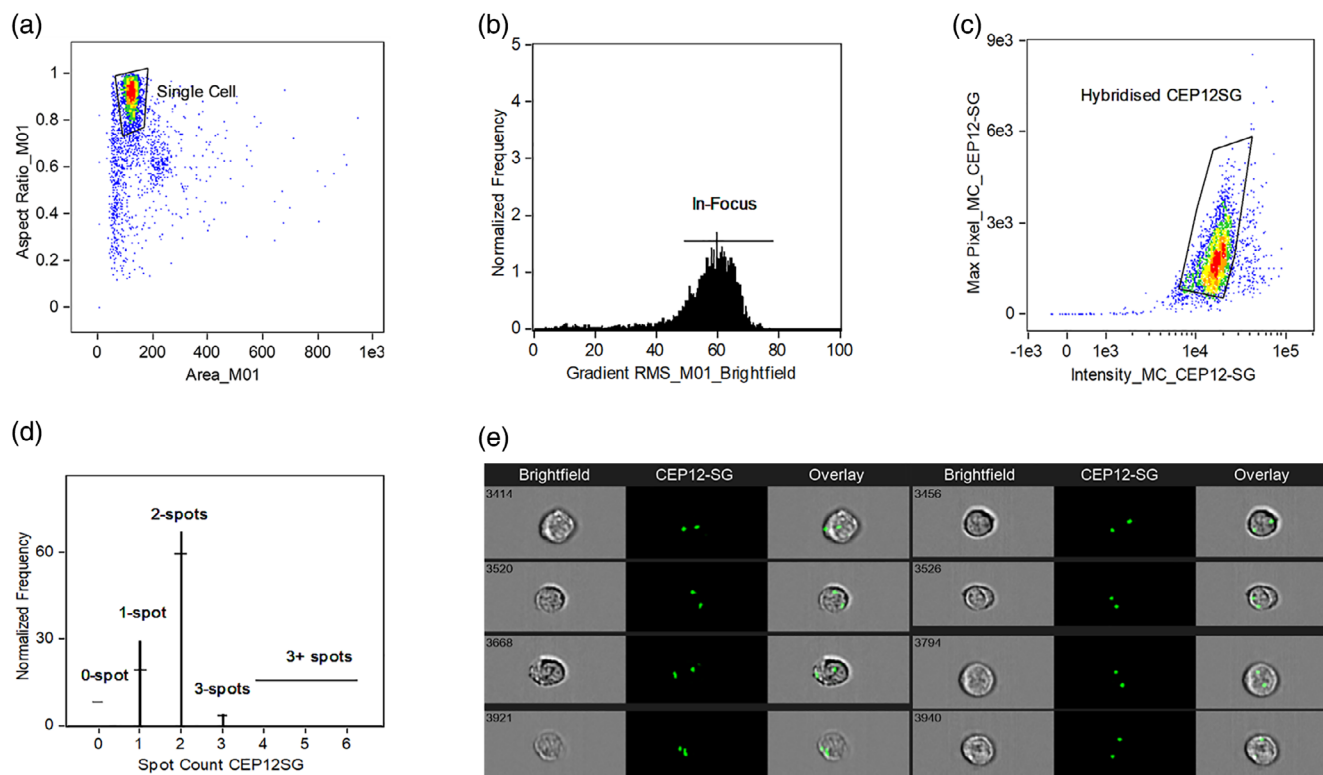 (a)
Aspect Ratio_M01
1
0.8
0.6
0.4
0.2
0
Single Cell
0 200 400 600 800 1e3
Area_M01
(b)
Normalized Frequency
5
4
3
2
1
0
In-Focus
0 20 40 60 80 100
Gradient RMS_M01_Brightfield
(c)
Max Pixel_MC_CEP12-SG
9e3
6e3
3e3
0
Hybridised CEP12SG
-1e3 0 1e3 1e4 1e5
Intensity_MC_CEP12-SG
(d)
Normalized Frequency
60
30
0
2-spots
1-spot
0-spot
3-spots
3+ spots
0 1 2 3 4 5 6
Spot Count CEP12SG
(e)
Brightfield CEP12-SG Overlay Brightfield CEP12-SG Overlay
3414 3456
3520 3526
3668 3794
3921 3940